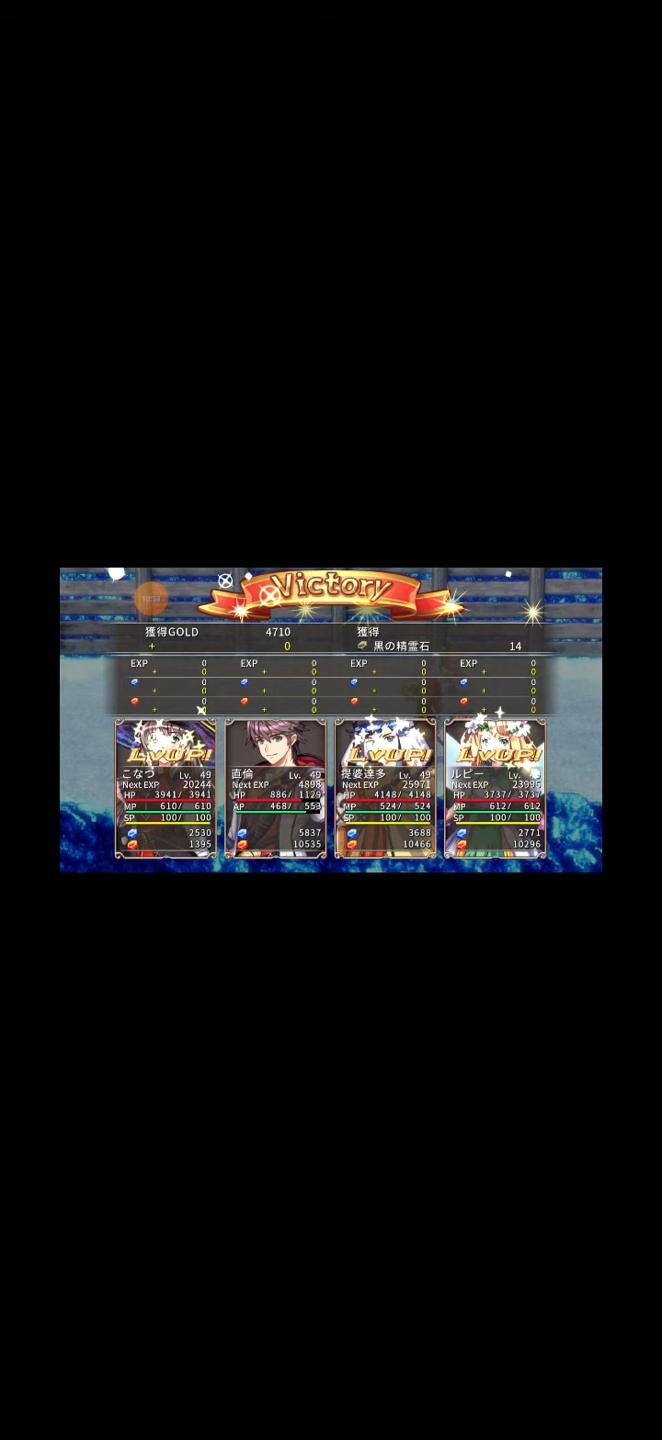 Victory
獲得GOLD 4710 獲得
+ 0 黒の精霊石 14
EXP 0 EXP 0 EXP 0 EXP 0
+ 0 + 0 + 0 + 0
0 0 0 0
+ 0 + 0 + 0 + 0
0 0 0 0
+ 0 + 0 + 0 + 0
LvUP! LvUP! LvUP!
こなつ Lv. 49 直倫 Lv. 49 提婆達多 Lv. 49 ルピー Lv.
Next EXP 20244 Next EXP 4898 Next EXP 25971 Next EXP 23995
HP 3941/ 3941 HP 886/ 1129 HP 4148/ 4148 HP 3737/ 3737
MP 610/ 610 AP 468/ 553 MP 524/ 524 MP 612/ 612
SP 100/ 100 SP 100/ 100 SP 100/ 100
2530 5837 3688 2771
1395 10535 10466 10296